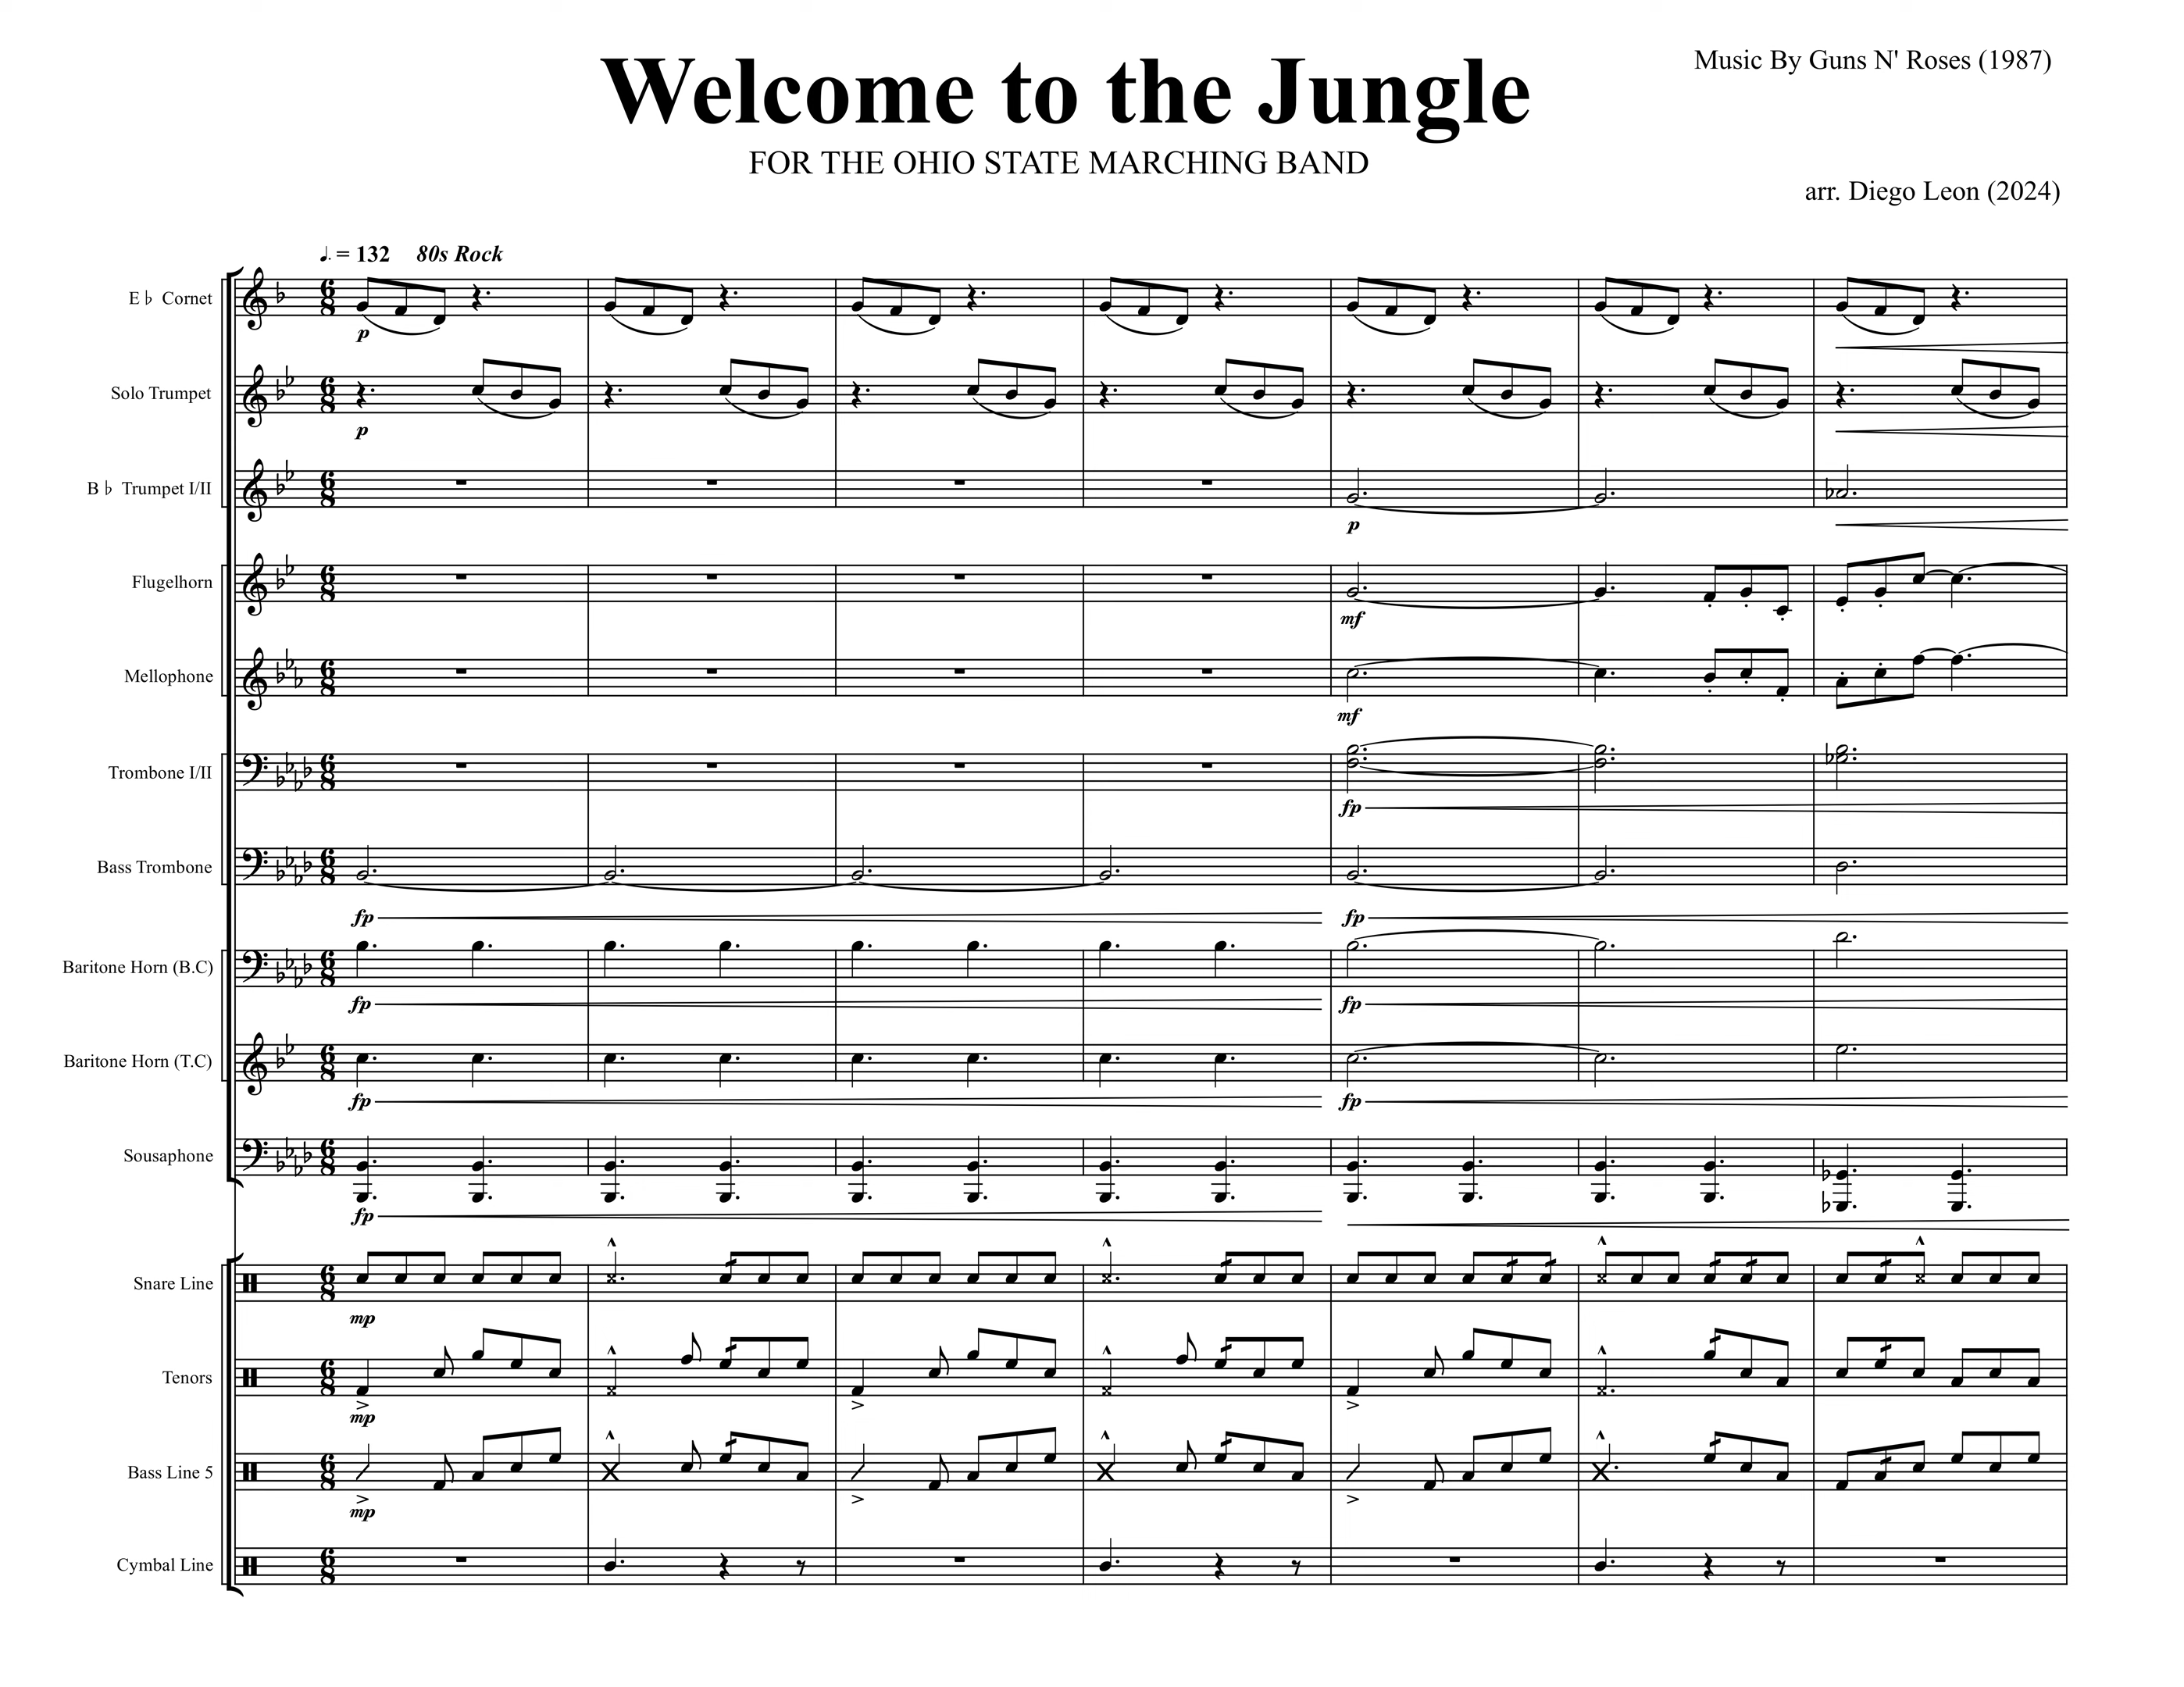 Music By Guns N' Roses (1987)
Welcome to the Jungle
FOR THE OHIO STATE MARCHING BAND
arr. Diego Leon (2024)
♩. = 132 80s Rock
E♭ Cornet
p
Solo Trumpet
p
B♭ Trumpet I/II
p
Flugelhorn
mf
Mellophone
mf
Trombone I/II
fp
Bass Trombone
fp fp
Baritone Horn (B.C)
fp fp
Baritone Horn (T.C)
fp fp
Sousaphone
fp
Snare Line
mp
Tenors
mp
Bass Line 5
mp
Cymbal Line